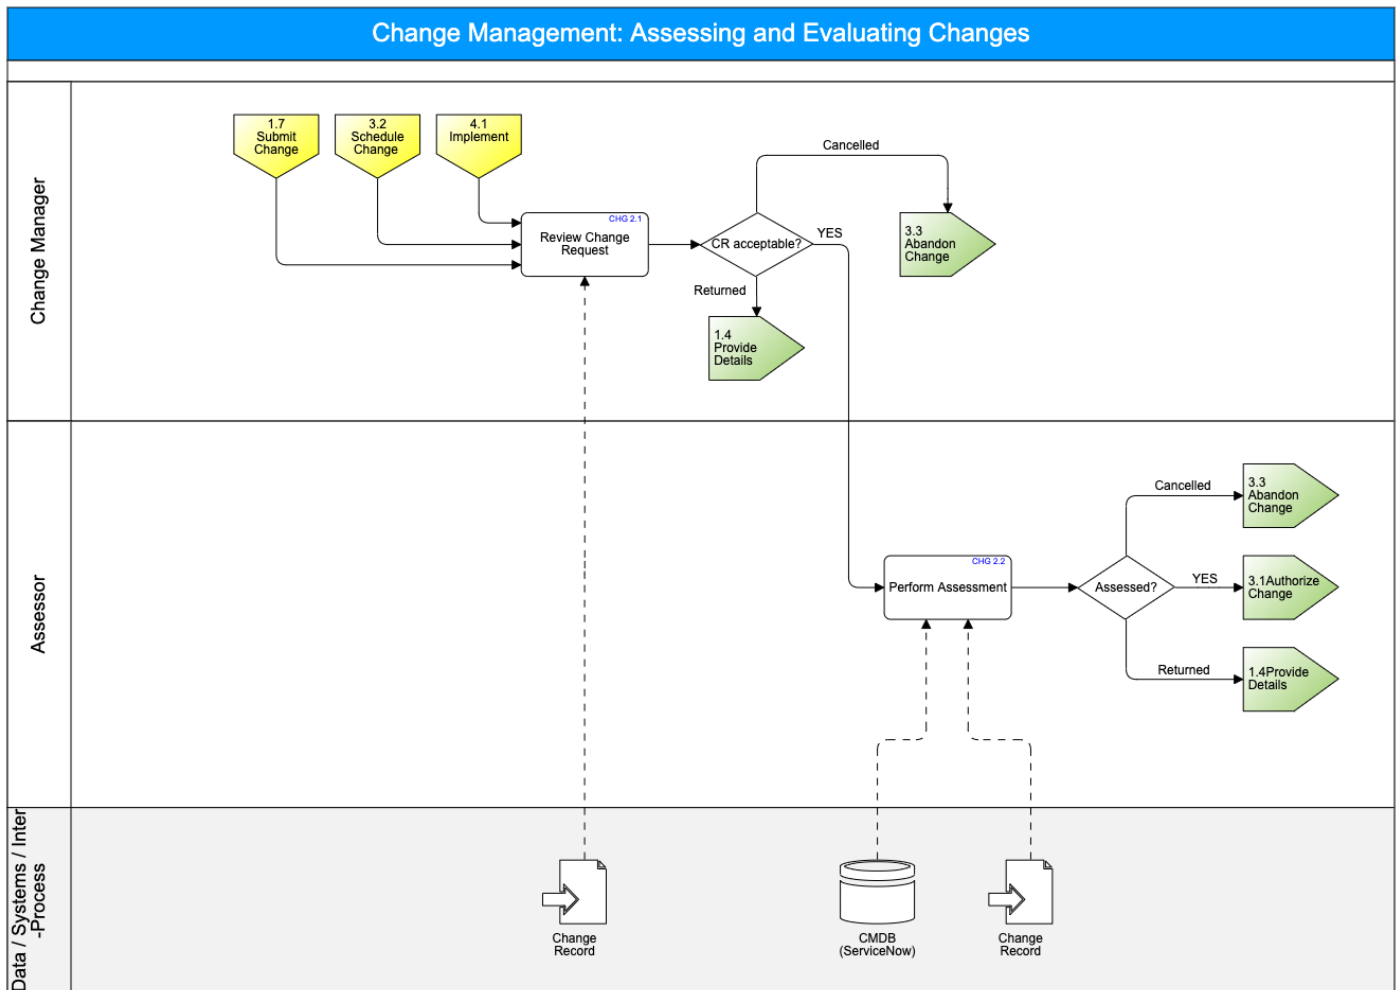 Change Management: Assessing and Evaluating Changes
Change Manager
1.7
Submit
Change
3.2
Schedule
Change
4.1
Implement
CHG 2.1
Review Change
Request
CR acceptable?
Cancelled
YES
Returned
3.3
Abandon
Change
1.4
Provide
Details
Assessor
CHG 2.2
Perform Assessment
Assessed?
Cancelled
YES
Returned
3.3
Abandon
Change
3.1Authorize
Change
1.4Provide
Details
Data / Systems / Inter
-Process
Change
Record
CMDB
(ServiceNow)
Change
Record